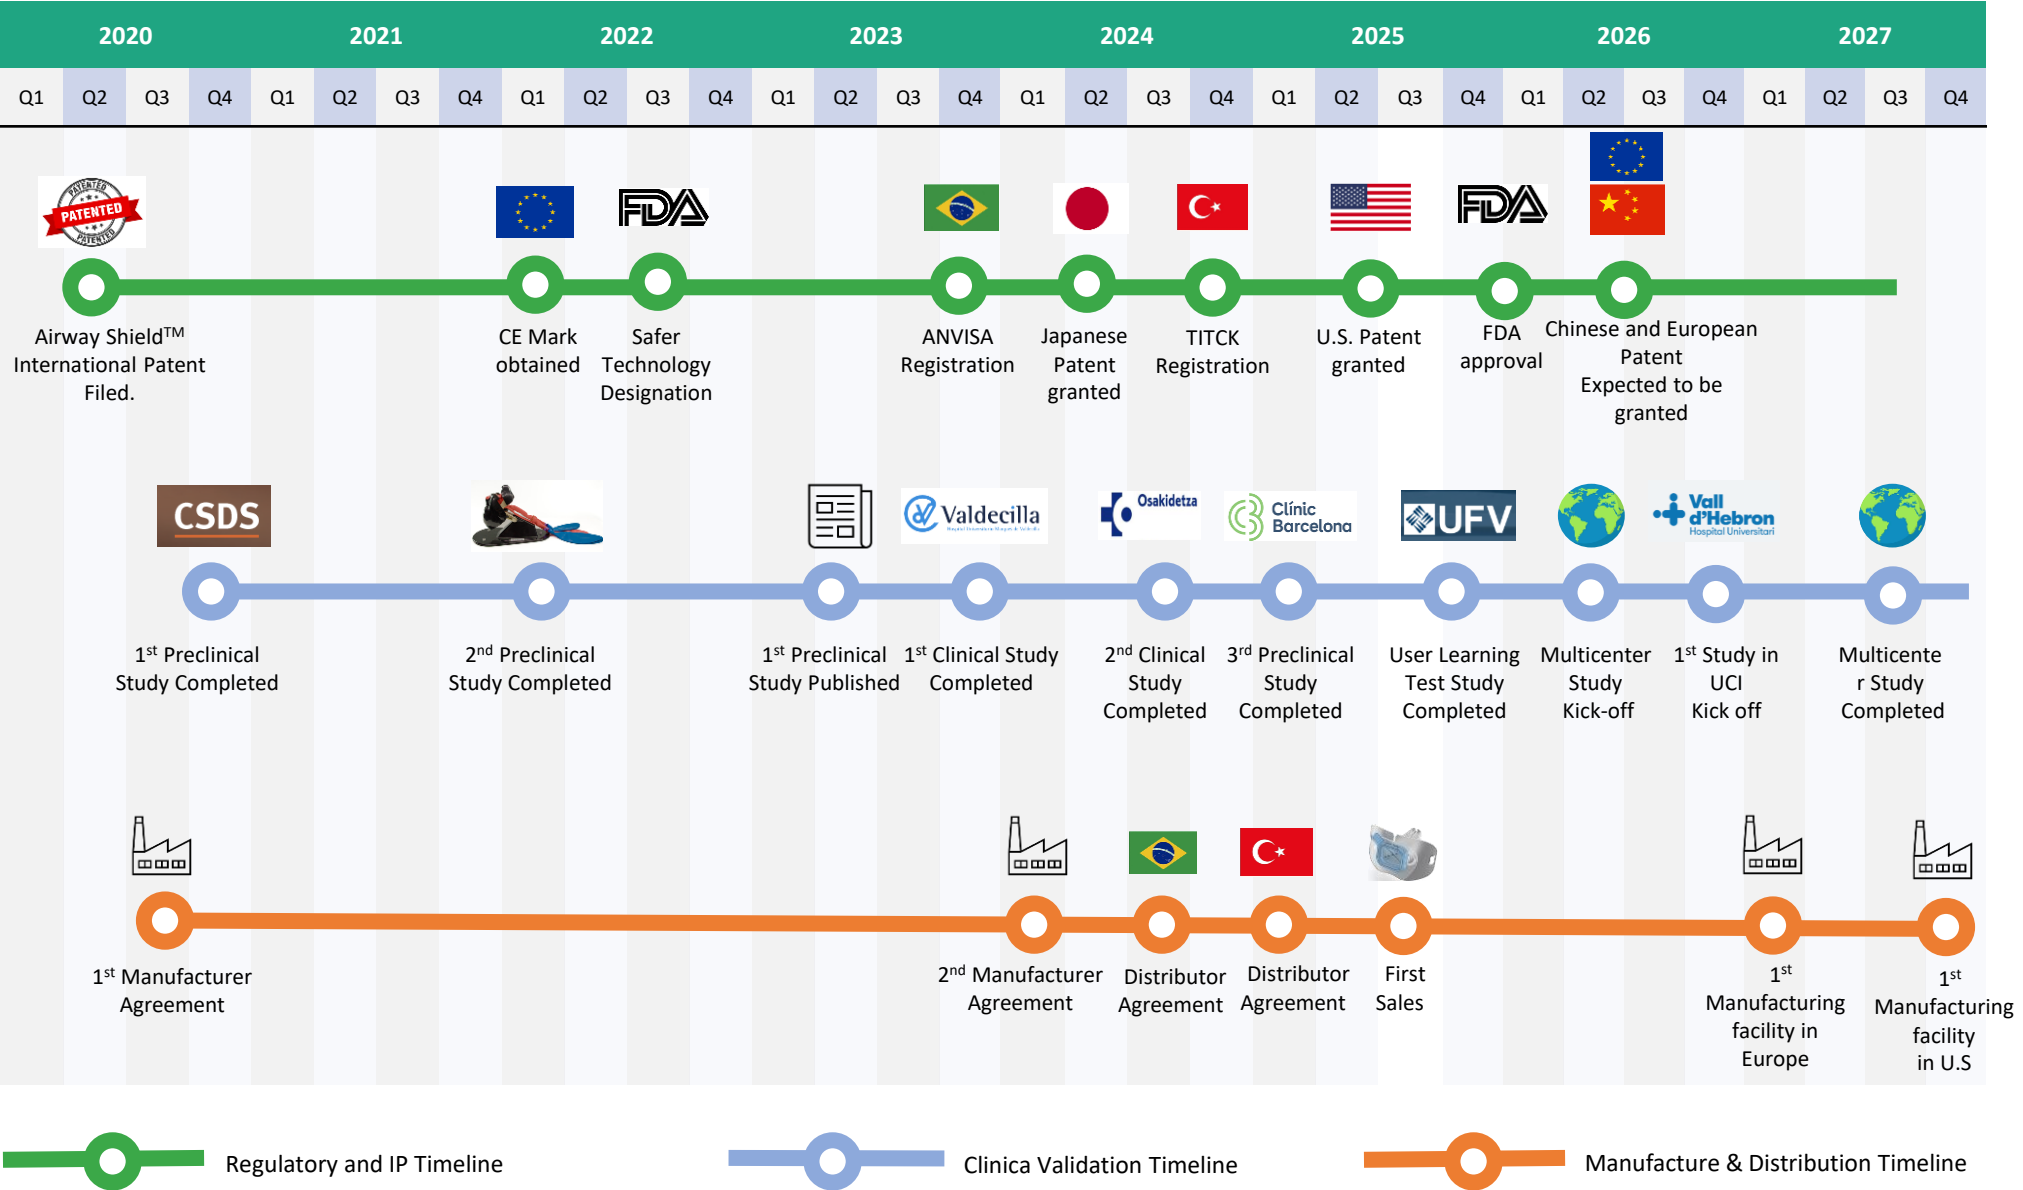 2020 2021 2022 2023 2024 2025 2026 2027
Q1 Q2 Q3 Q4 Q1 Q2 Q3 Q4 Q1 Q2 Q3 Q4 Q1 Q2 Q3 Q4 Q1 Q2 Q3 Q4 Q1 Q2 Q3 Q4 Q1 Q2 Q3 Q4 Q1 Q2 Q3 Q4
PATENTED
PATENTED
PATENTED
FDA
FDA
Airway Shield™
International Patent
Filed.
CE Mark
obtained
Safer
Technology
Designation
ANVISA
Registration
Japanese
Patent
granted
TITCK
Registration
U.S. Patent
granted
FDA
approval
Chinese and European
Patent
Expected to be
granted
CSDS
Valdecilla
Hospital Universitario Marqués de Valdecilla
Osakidetza
Clínic
Barcelona
UFV
Vall
d'Hebron
Hospital Universitari
1st Preclinical
Study Completed
2nd Preclinical
Study Completed
1st Preclinical
Study Published
1st Clinical Study
Completed
2nd Clinical
Study
Completed
3rd Preclinical
Study
Completed
User Learning
Test Study
Completed
Multicenter
Study
Kick-off
1st Study in
UCI
Kick off
Multicente
r Study
Completed
1st Manufacturer
Agreement
2nd Manufacturer
Agreement
Distributor
Agreement
Distributor
Agreement
First
Sales
1st
Manufacturing
facility in
Europe
1st
Manufacturing
facility
in U.S
Regulatory and IP Timeline
Clinica Validation Timeline
Manufacture & Distribution Timeline